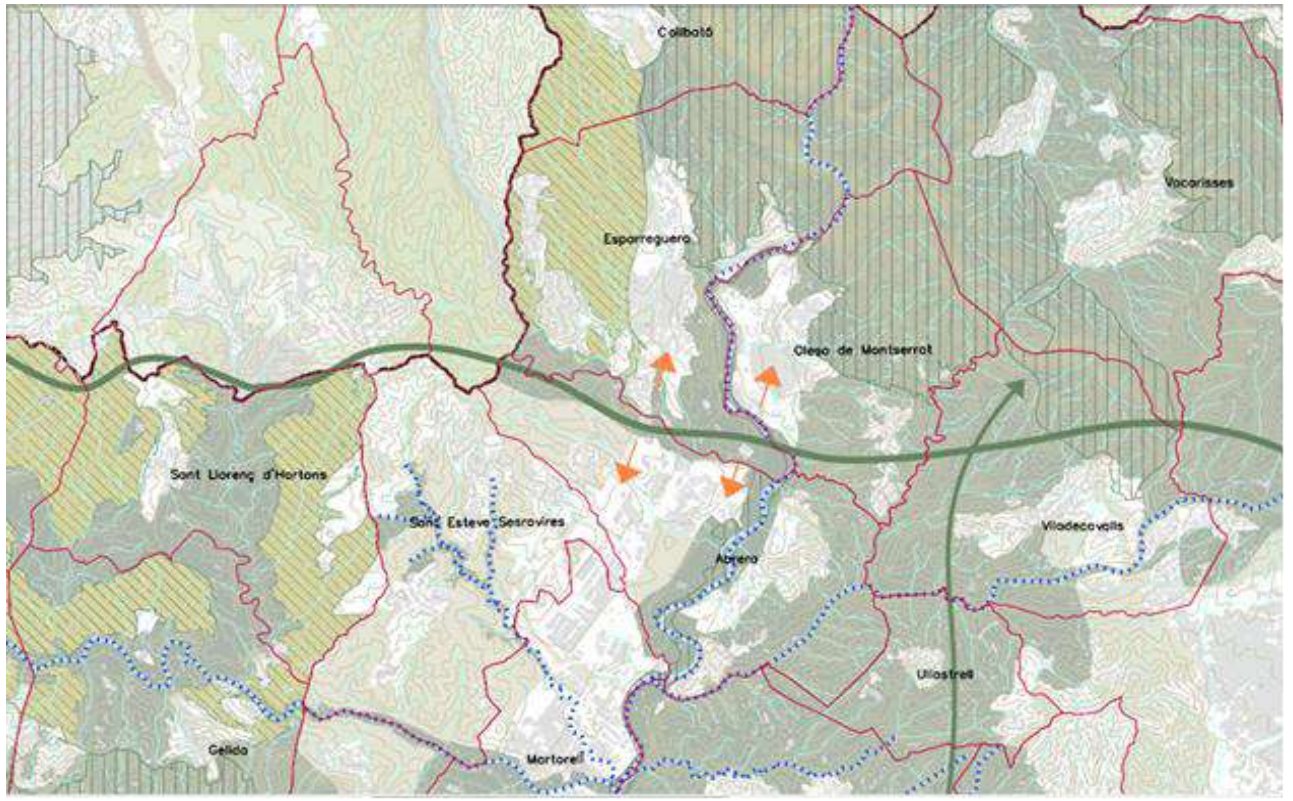 Collbató
Vacarisses
Esparreguera
Olesa de Montserrat
Sant Llorenç d'Hortons
Sant Esteve Sesrovires
Viladecavalls
Abrera
Ullastrell
Gelida
Martorell